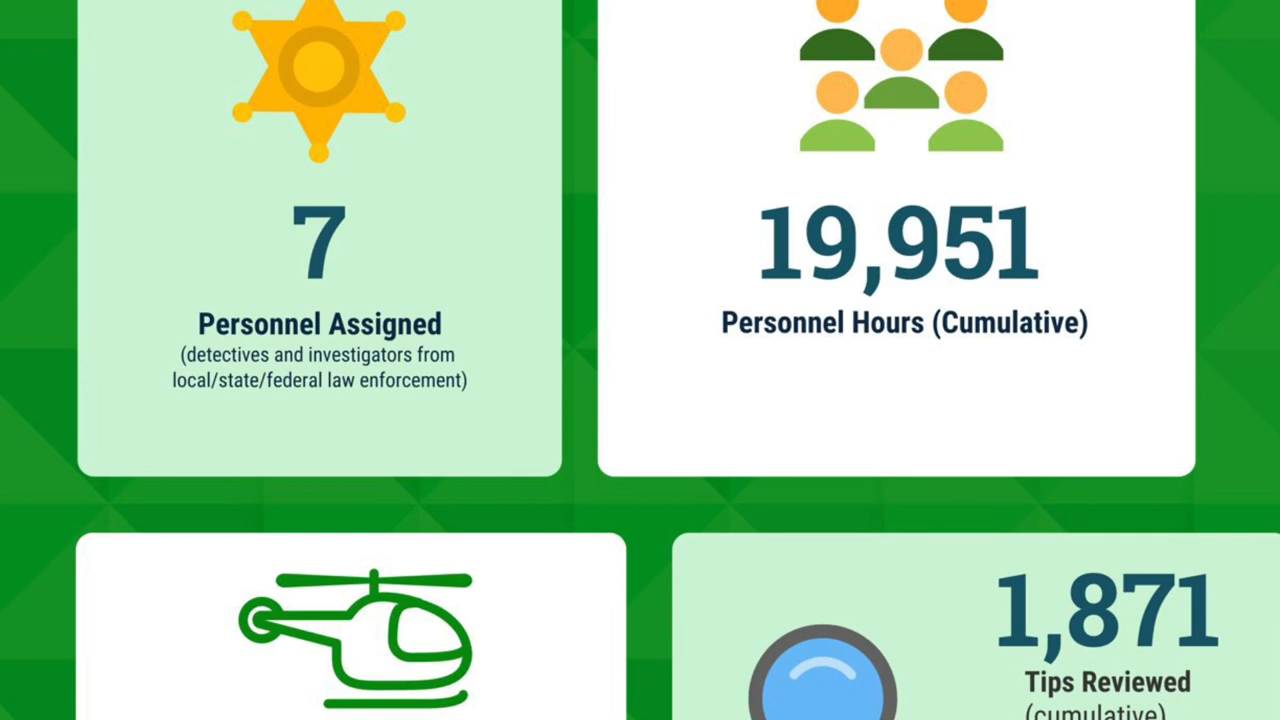 7
Personnel Assigned
(detectives and investigators from
local/state/federal law enforcement)
19,951
Personnel Hours (Cumulative)
1,871
Tips Reviewed
(cumulative)